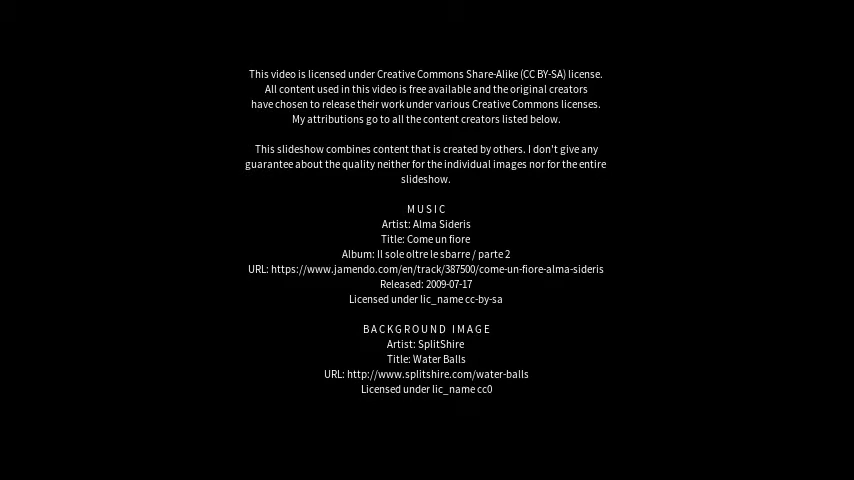 This video is licensed under Creative Commons Share-Alike (CC BY-SA) license.
All content used in this video is free available and the original creators
have chosen to release their work under various Creative Commons licenses.
My attributions go to all the content creators listed below.
This slideshow combines content that is created by others. I don't give any
guarantee about the quality neither for the individual images nor for the entire
slideshow.
MUSIC
Artist: Alma Sideris
Title: Come un fiore
Album: Il sole oltre le sbarre / parte 2
URL: https://www.jamendo.com/en/track/387500/come-un-fiore-alma-sideris
Released: 2009-07-17
Licensed under lic_name cc-by-sa
BACKGROUND IMAGE
Artist: SplitShire
Title: Water Balls
URL: http://www.splitshire.com/water-balls
Licensed under lic_name cc0